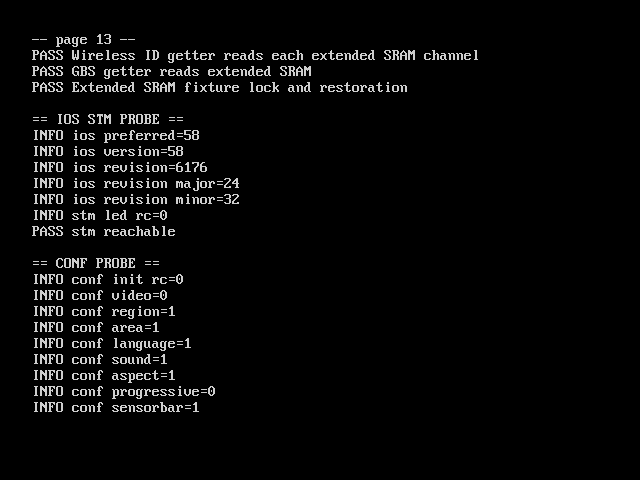 -- page 13 --
PASS Wireless ID getter reads each extended SRAM channel
PASS GBS getter reads extended SRAM
PASS Extended SRAM fixture lock and restoration
== IOS STM PROBE ==
INFO ios preferred=58
INFO ios version=58
INFO ios revision=6176
INFO ios revision major=24
INFO ios revision minor=32
INFO stm led rc=0
PASS stm reachable
== CONF PROBE ==
INFO conf init rc=0
INFO conf video=0
INFO conf region=1
INFO conf area=1
INFO conf language=1
INFO conf sound=1
INFO conf aspect=1
INFO conf progressive=0
INFO conf sensorbar=1